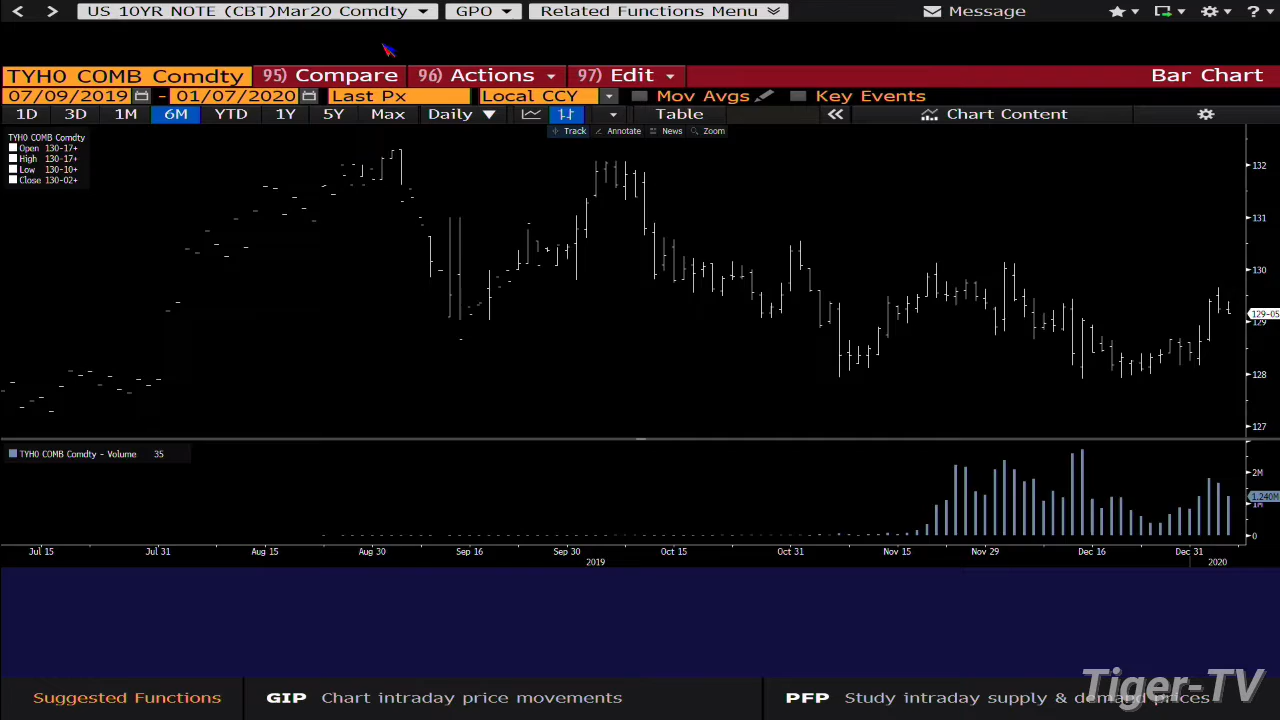 US 10YR NOTE (CBT)Mar20 Comdty GPO Related Functions Menu Message ?
TYH0 COMB Comdty 95) Compare 96) Actions 97) Edit Bar Chart
07/09/2019 - 01/07/2020 Last Px Local CCY Mov Avgs Key Events
1D 3D 1M 6M YTD 1Y 5Y Max Daily Table Chart Content
Track Annotate News Zoom
TYH0 COMB Comdty
Open 130-17+
High 130-17+
Low 130-10+
Close 130-02+
132
131
130
129-05
129
128
127
TYH0 COMB Comdty - Volume 35
2M
1.240M
1M
0
Jul 15 Jul 31 Aug 15 Aug 30 Sep 16 Sep 30 Oct 15 Oct 31 Nov 15 Nov 29 Dec 16 Dec 31
2019 2020
Suggested Functions GIP Chart intraday price movements PFP Study intraday supply & demand prices
Tiger-TV